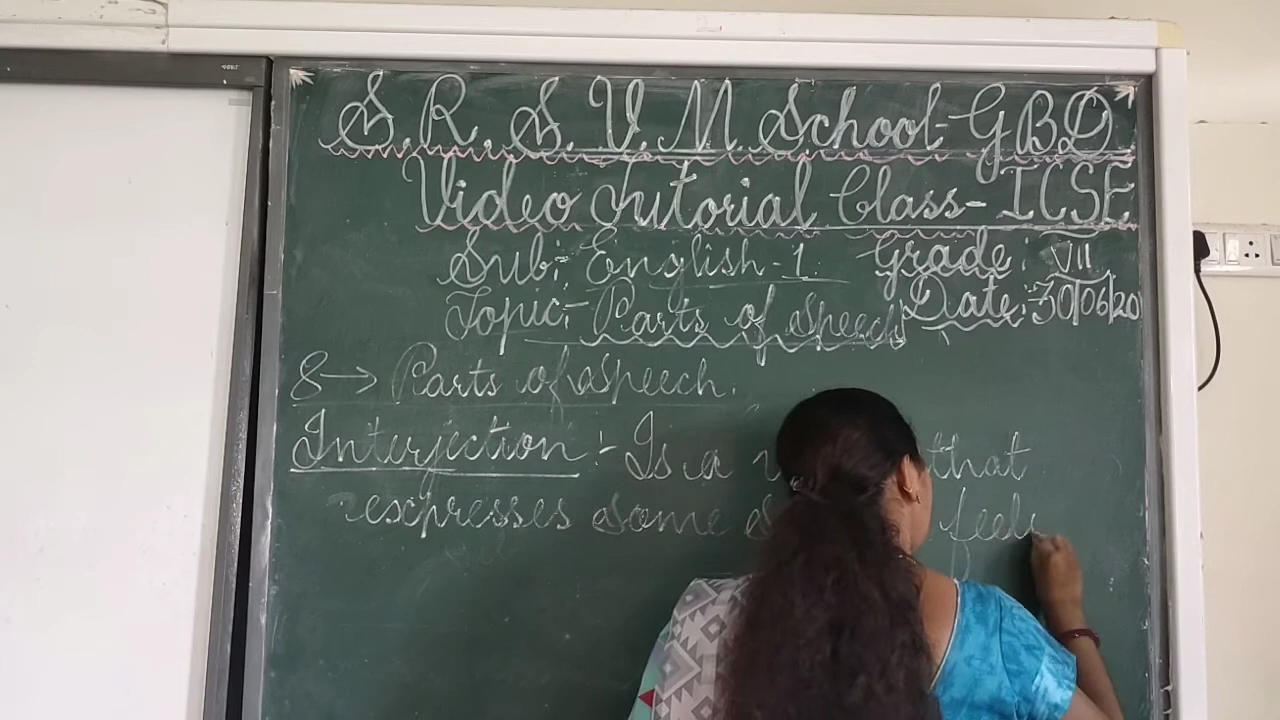 S.R.S.V.M. School-GBD
Video Tutorial Class-ICSE
Sub:- English-1. Grade: VII
Topic:- Parts of Speech Date: 30/06/20
8→ Parts of Speech.
Interjection:- Is a that
expresses some feeli